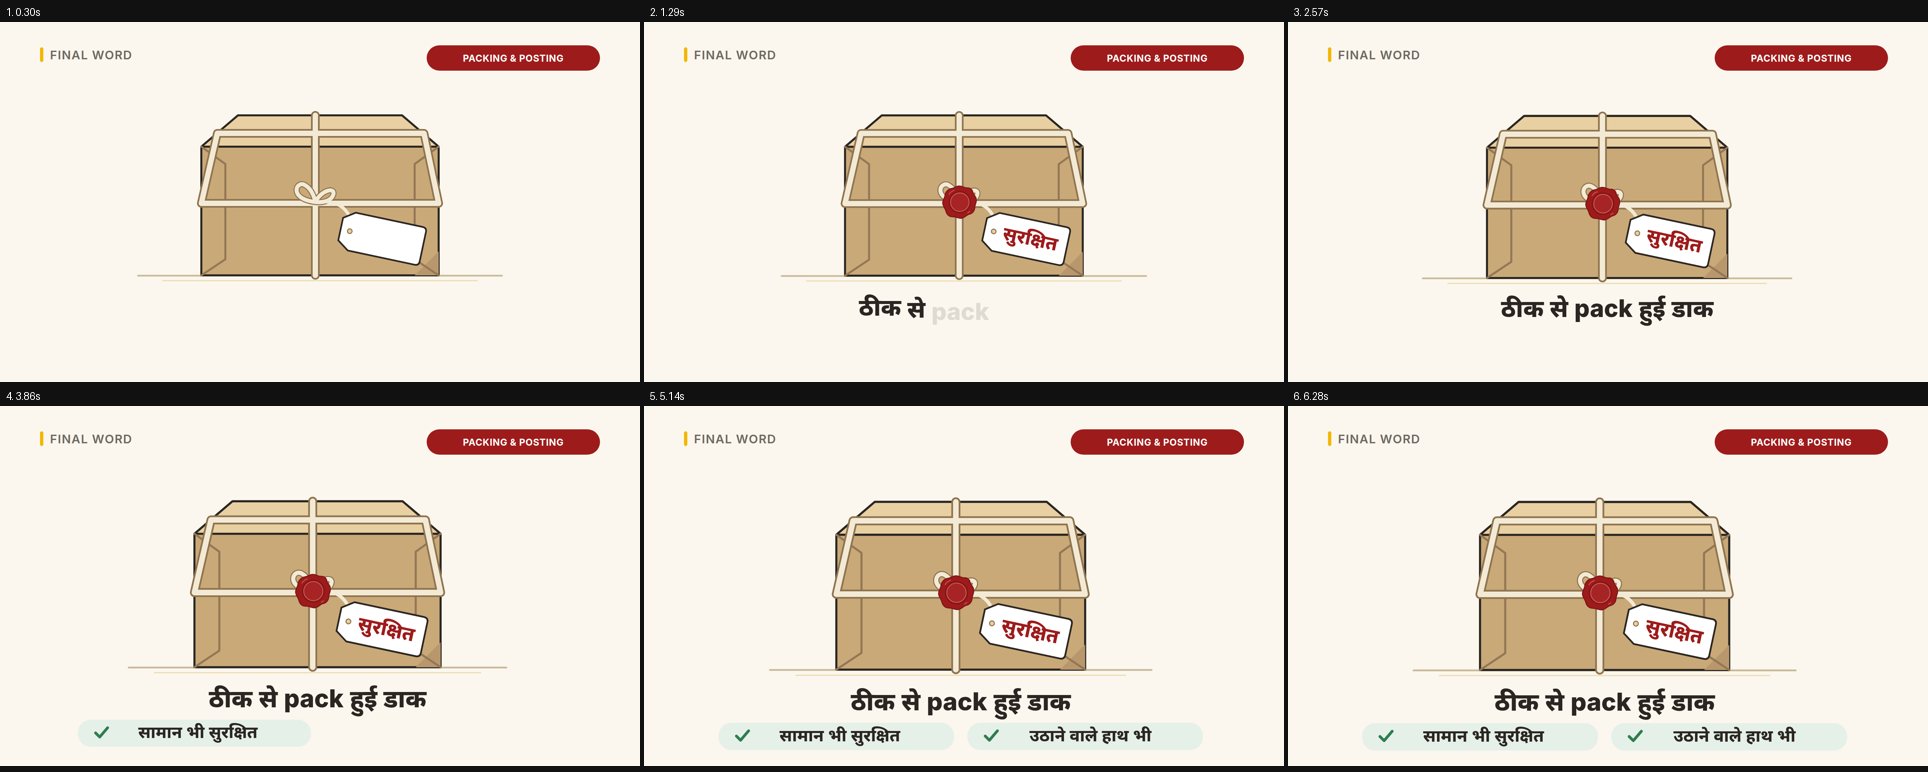 1. 0.30s
FINAL WORD
PACKING & POSTING
2. 1.29s
FINAL WORD
PACKING & POSTING
सुरक्षित
ठीक से pack
3. 2.57s
FINAL WORD
PACKING & POSTING
सुरक्षित
ठीक से pack हुई डाक
4. 3.86s
FINAL WORD
PACKING & POSTING
सुरक्षित
ठीक से pack हुई डाक
सामान भी सुरक्षित
5. 5.14s
FINAL WORD
PACKING & POSTING
सुरक्षित
ठीक से pack हुई डाक
सामान भी सुरक्षित
उठाने वाले हाथ भी
6. 6.28s
FINAL WORD
PACKING & POSTING
सुरक्षित
ठीक से pack हुई डाक
सामान भी सुरक्षित
उठाने वाले हाथ भी